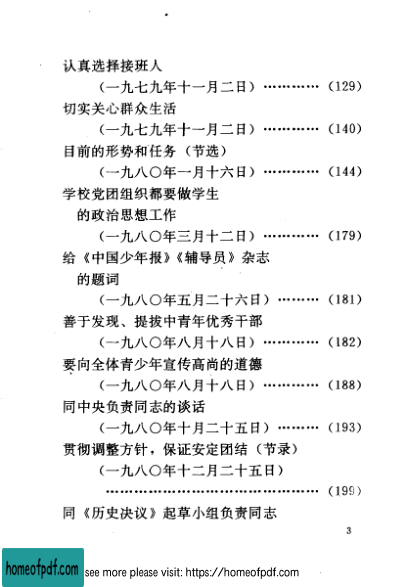 认真选择接班人
（一九七九年十一月二日）…………（129）
切实关心群众生活
（一九七九年十一月二日）…………（140）
目前的形势和任务（节选）
（一九八〇年一月十六日）…………（144）
学校党团组织都要做学生
的政治思想工作
（一九八〇年三月十二日）…………（179）
给《中国少年报》《辅导员》杂志
的题词
（一九八〇年五月二十六日）………（181）
善于发现、提拔中青年优秀干部
（一九八〇年八月十八日）…………（182）
要向全体青少年宣传高尚的道德
（一九八〇年八月十八日）…………（188）
同中央负责同志的谈话
（一九八〇年十月二十五日）………（193）
贯彻调整方针，保证安定团结（节录）
（一九八〇年十二月二十五日）
……………………………………（199）
同《历史决议》起草小组负责同志
3
homeofpdf.com
see more please visit: https://homeofpdf.com